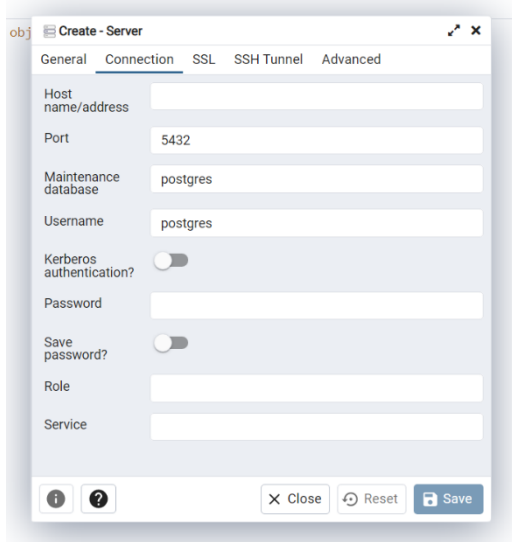 obj
Create - Server
General Connection SSL SSH Tunnel Advanced
Host
name/address
Port
5432
Maintenance
database
postgres
Username
postgres
Kerberos
authentication?
Password
Save
password?
Role
Service
Close Reset Save